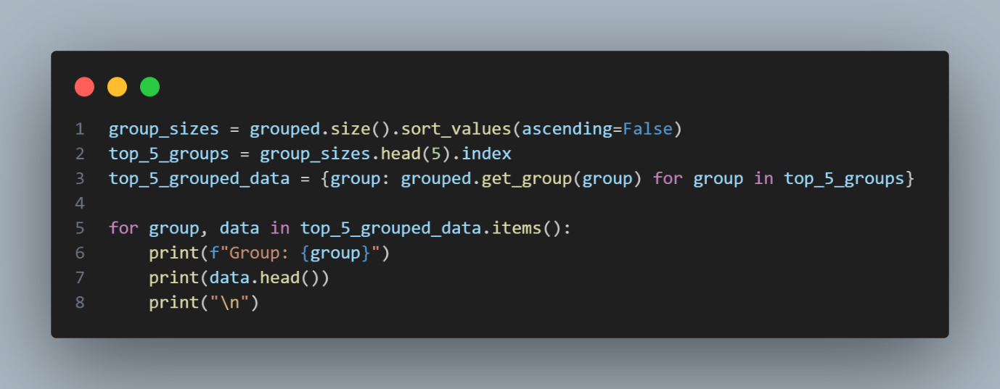 1 group_sizes = grouped.size().sort_values(ascending=False)
2 top_5_groups = group_sizes.head(5).index
3 top_5_grouped_data = {group: grouped.get_group(group) for group in top_5_groups}
4
5 for group, data in top_5_grouped_data.items():
6     print(f"Group: {group}")
7     print(data.head())
8     print("\n")